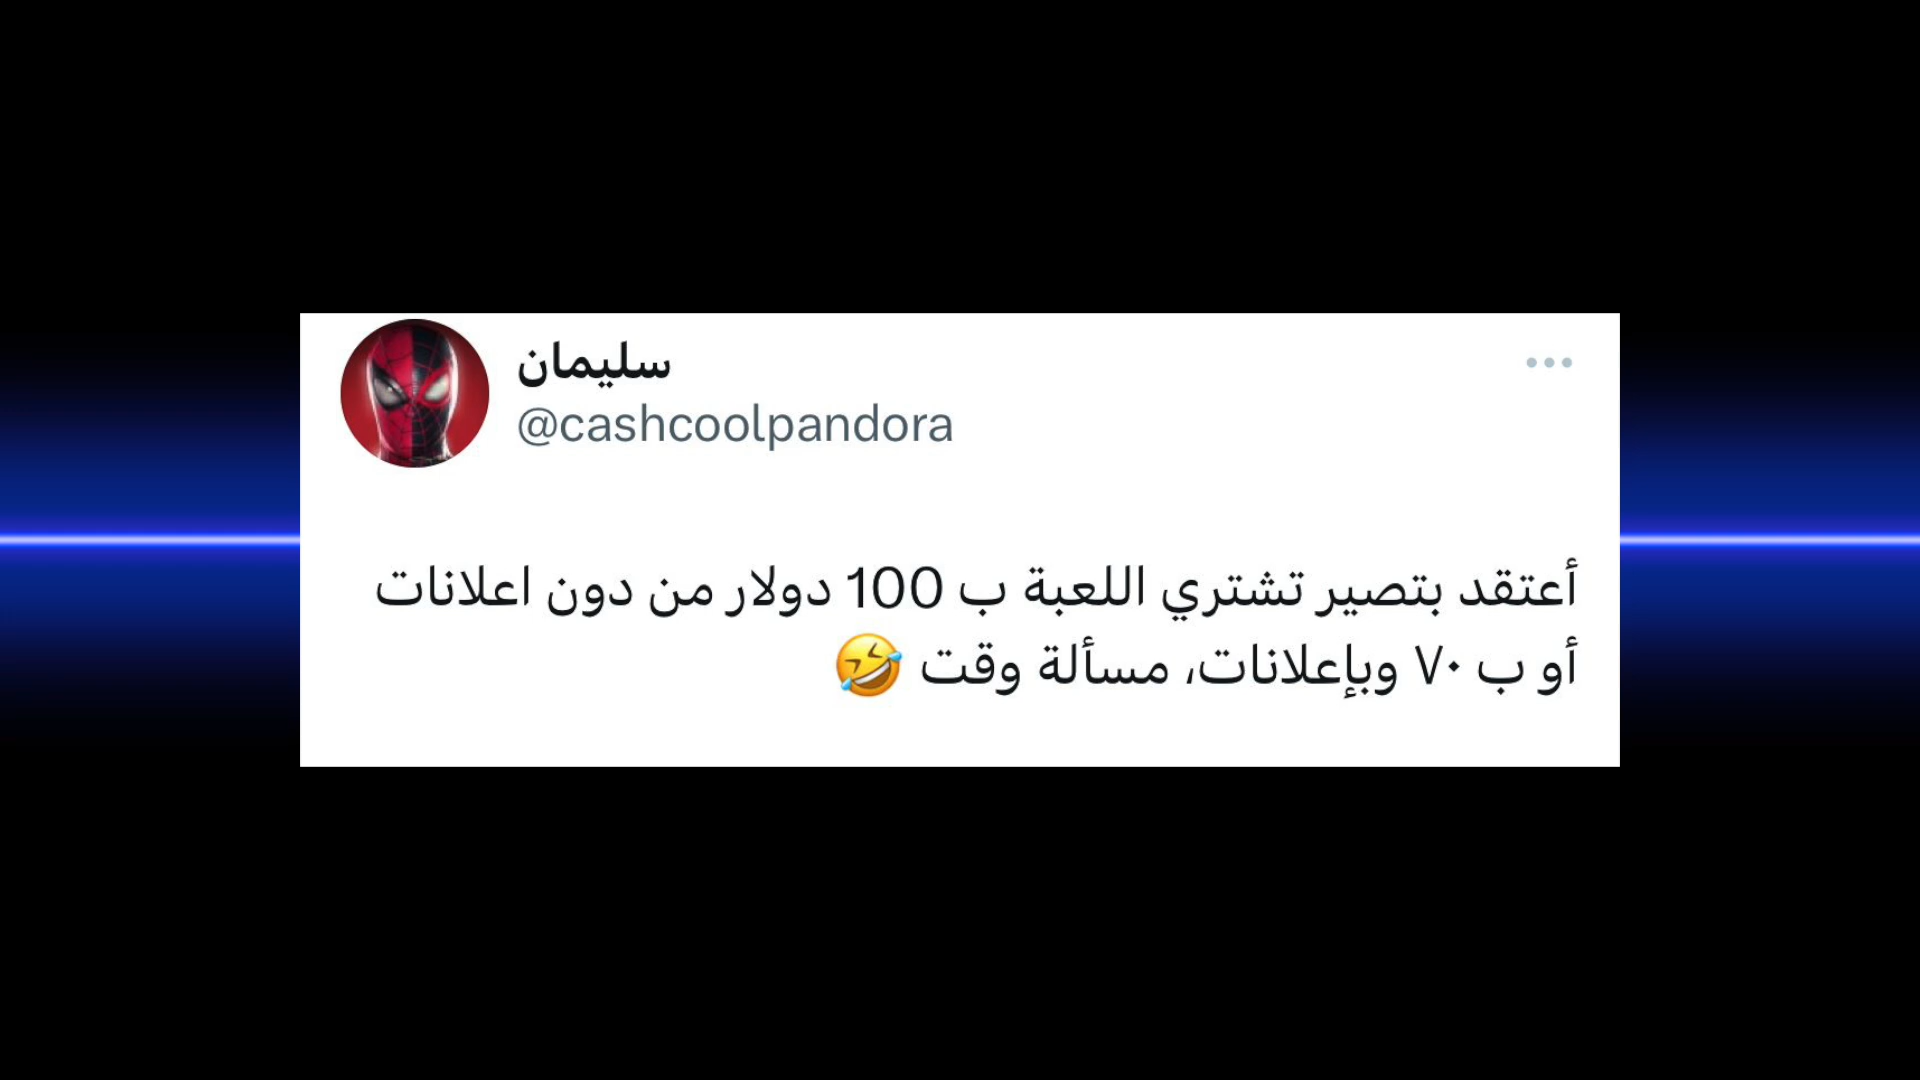 سليمان
@cashcoolpandora
أعتقد بتصير تشتري اللعبة ب 100 دولار من دون اعلانات
أو ب ٧٠ وبإعلانات، مسألة وقت 🤣